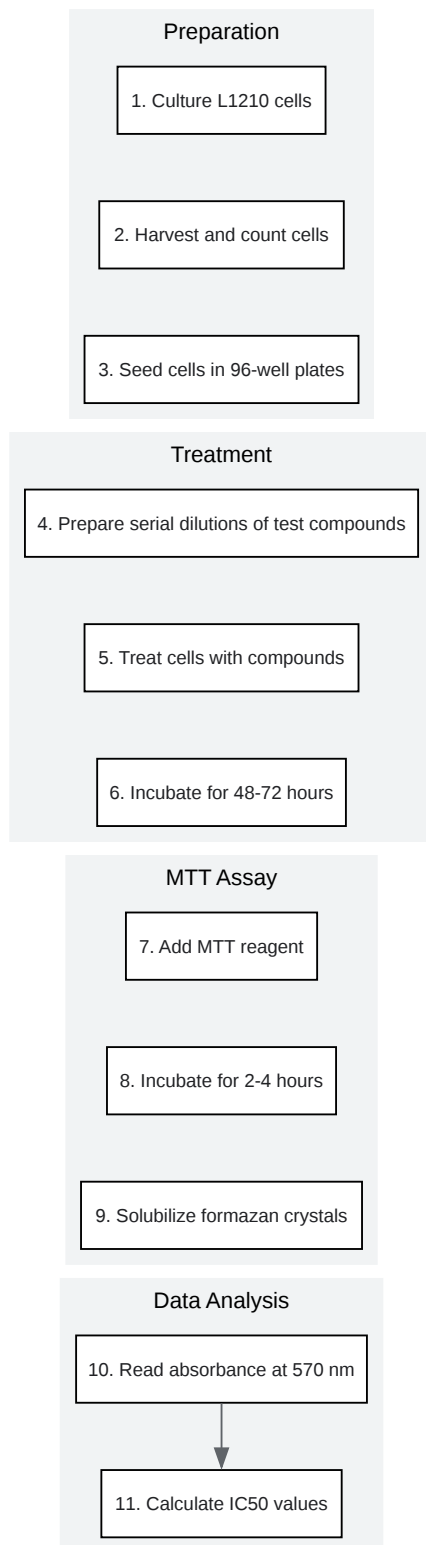 Preparation
1. Culture L1210 cells
2. Harvest and count cells
3. Seed cells in 96-well plates
Treatment
4. Prepare serial dilutions of test compounds
5. Treat cells with compounds
6. Incubate for 48-72 hours
MTT Assay
7. Add MTT reagent
8. Incubate for 2-4 hours
9. Solubilize formazan crystals
Data Analysis
10. Read absorbance at 570 nm
11. Calculate IC50 values